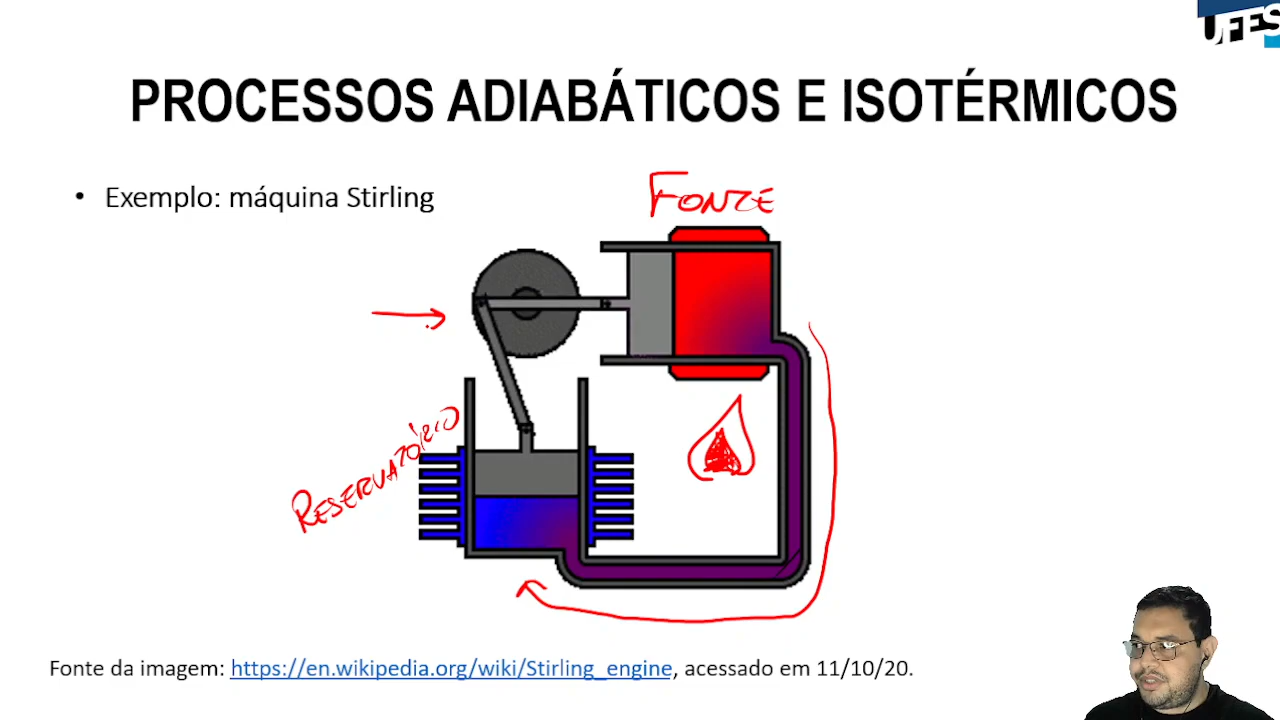 UFES
PROCESSOS ADIABÁTICOS E ISOTÉRMICOS
• Exemplo: máquina Stirling
FONTE
RESERVATÓRIO
Fonte da imagem: https://en.wikipedia.org/wiki/Stirling_engine, acessado em 11/10/20.